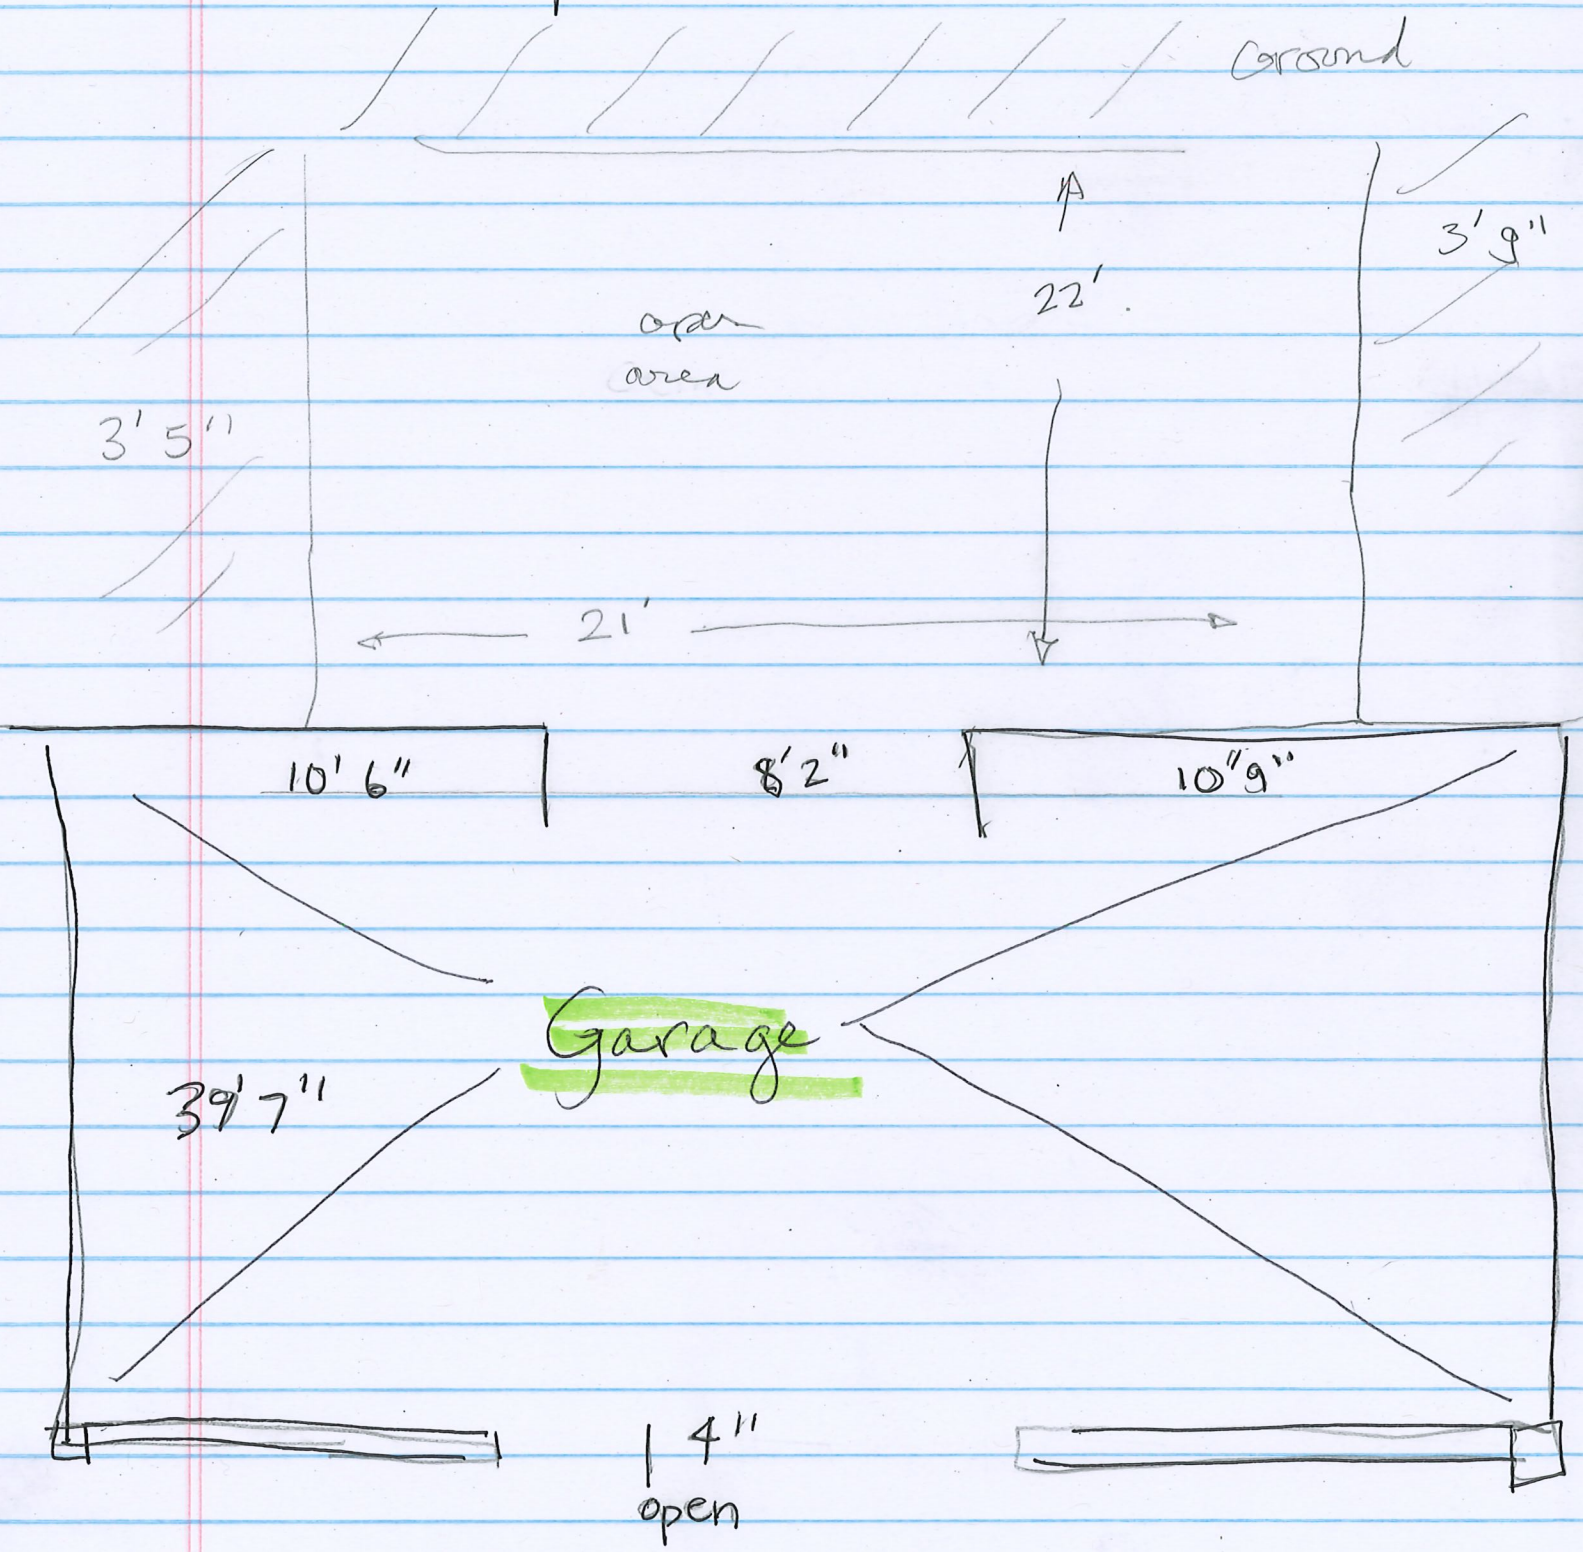 Ground
3' 9"
22'
open
area
3' 5"
21'
10' 6"
8' 2"
10" 9"
Garage
39' 7"
4"
open